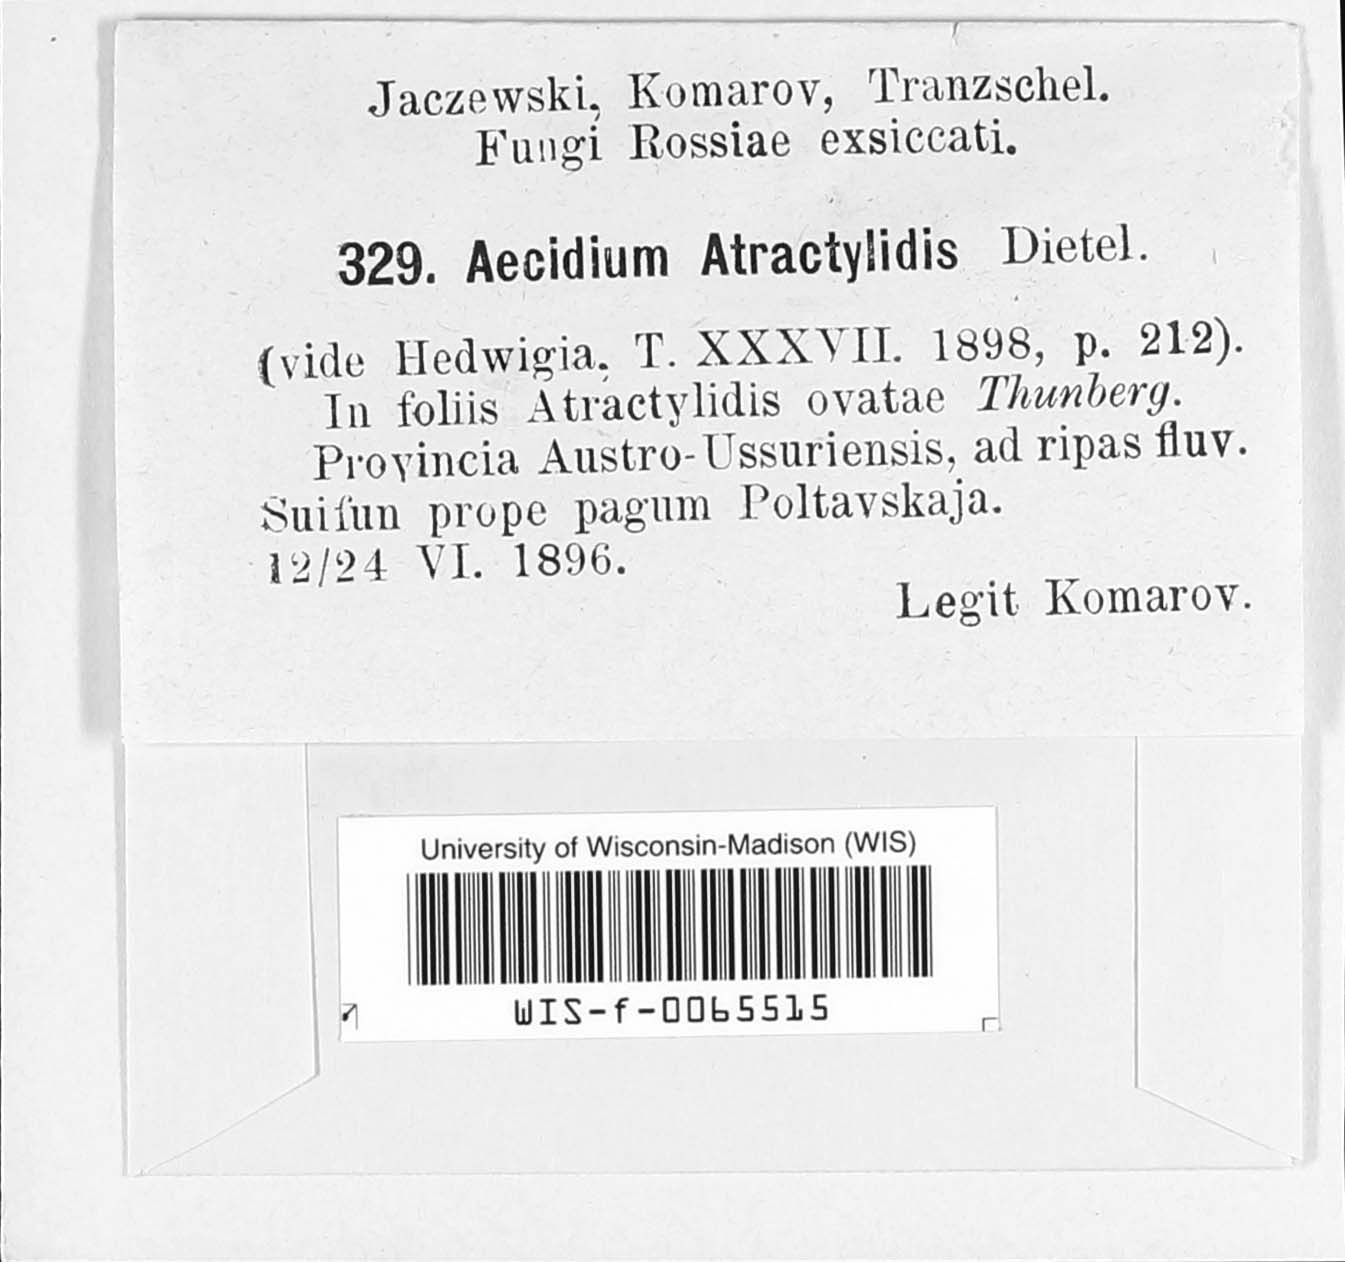 Jaczewski, Komarov, Tranzschel.
Fungi Rossiae exsiccati.
329. Aecidium Atractylidis Dietel.
(vide Hedwigia, T. XXXVII. 1898, p. 212).
In foliis Atractylidis ovatae Thunberg.
Provincia Austro-Ussuriensis, ad ripas fluv.
Suifun prope pagum Poltavskaja.
12/24 VI. 1896.
Legit Komarov.
University of Wisconsin-Madison (WIS)
WIS-f-0065515